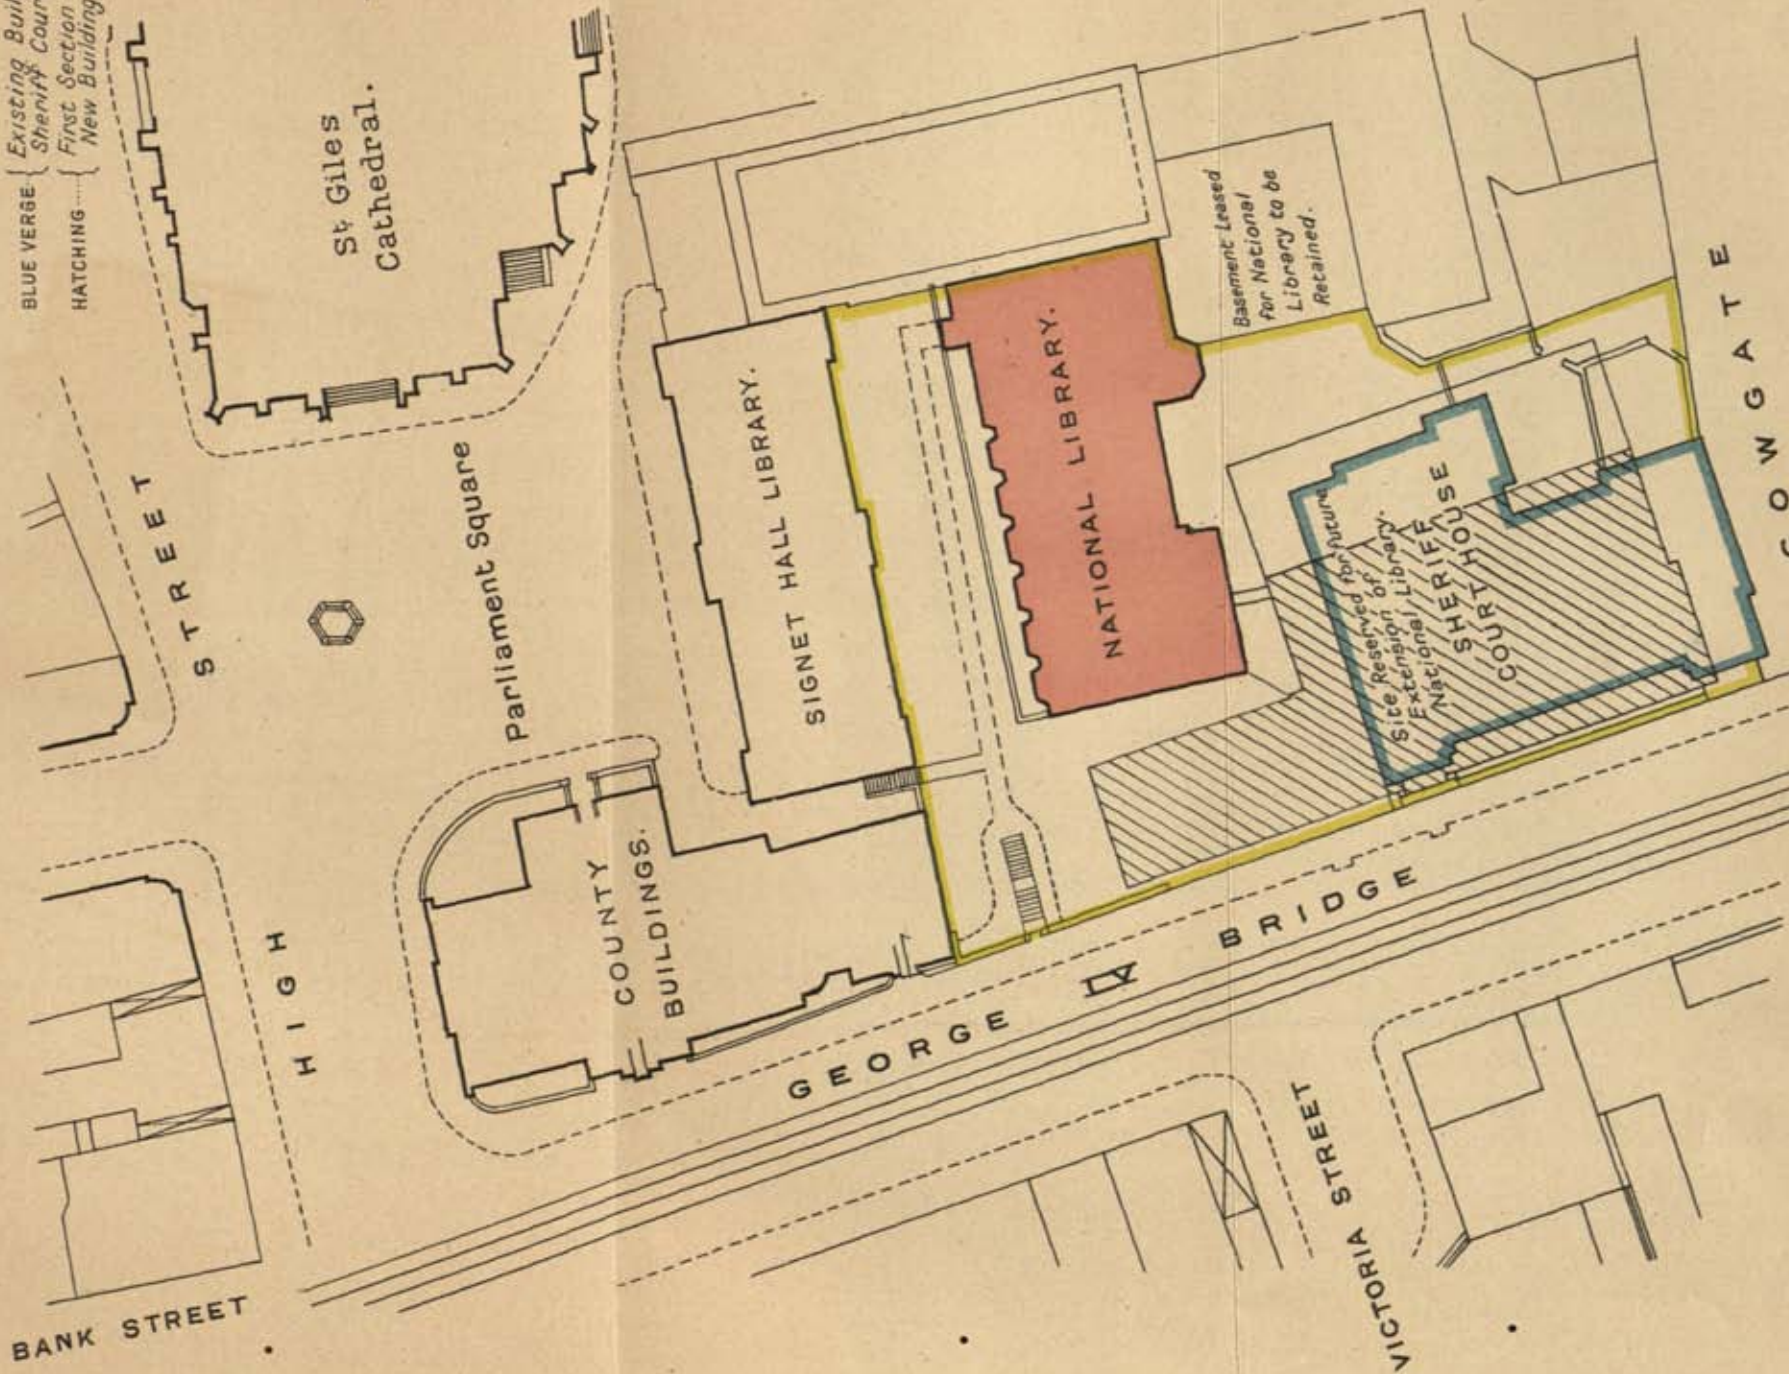 BLUE VERGE
Existing Buil
Sheriff Cour
HATCHING
First Section
New Building
St. Giles
Cathedral.
HIGH STREET
Parliament Square
BANK STREET
COUNTY
BUILDINGS.
SIGNET HALL LIBRARY.
NATIONAL LIBRARY.
Basement Leased
for National
Library to be
Retained.
Site Reserved for future
Extension of
National Library.
SHERIFF
COURT HOUSE
GEORGE IV BRIDGE
VICTORIA STREET
COWGATE